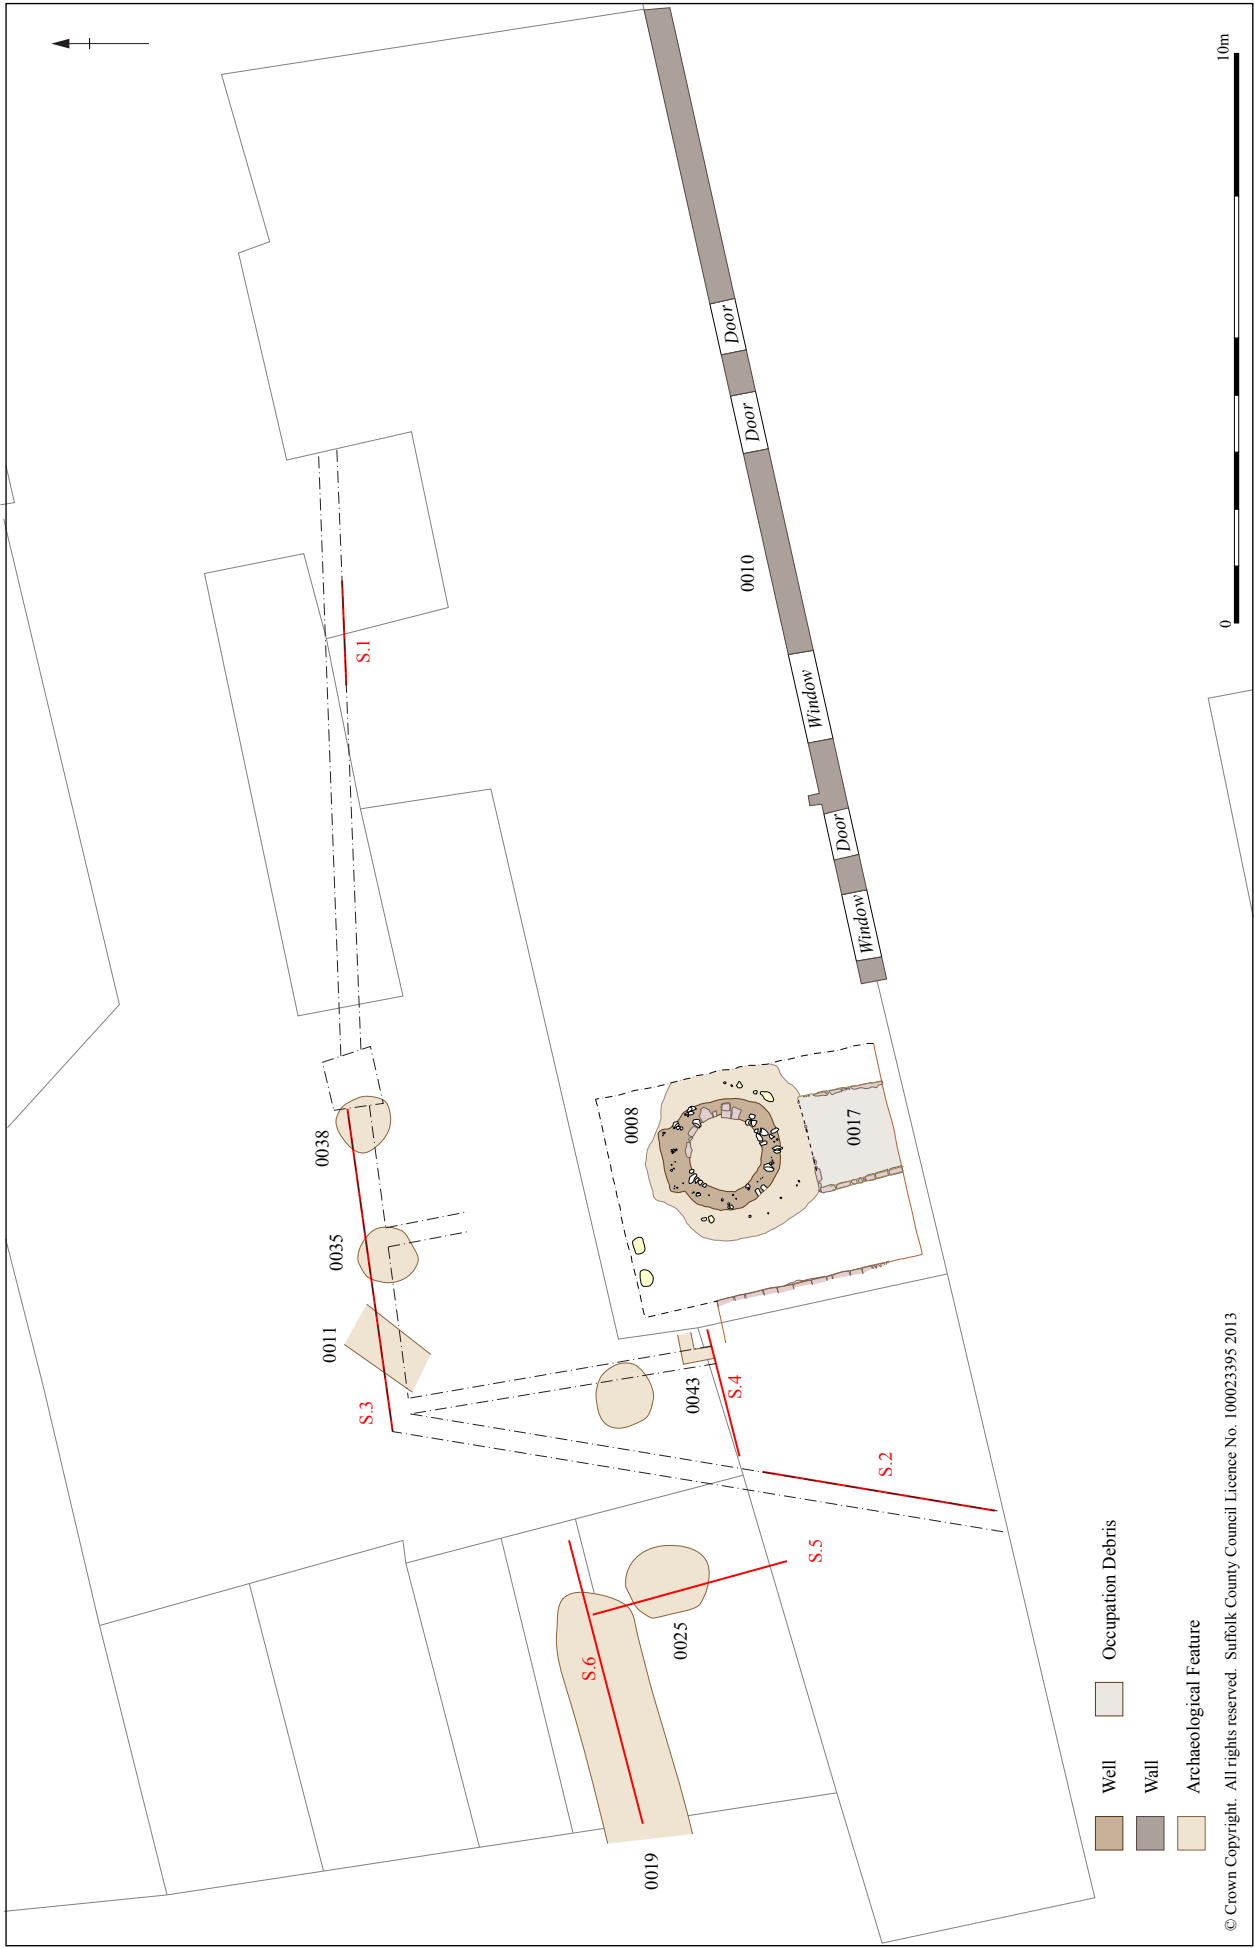 10m
0
Door
Door
0010
Window
Door
Window
S.1
0038
0035
0011
S.3
0008
0017
0043
S.4
S.2
S.5
0025
S.6
0019
Well
Occupation Debris
Wall
Archaeological Feature
© Crown Copyright. All rights reserved. Suffolk County Council Licence No. 100023395 2013